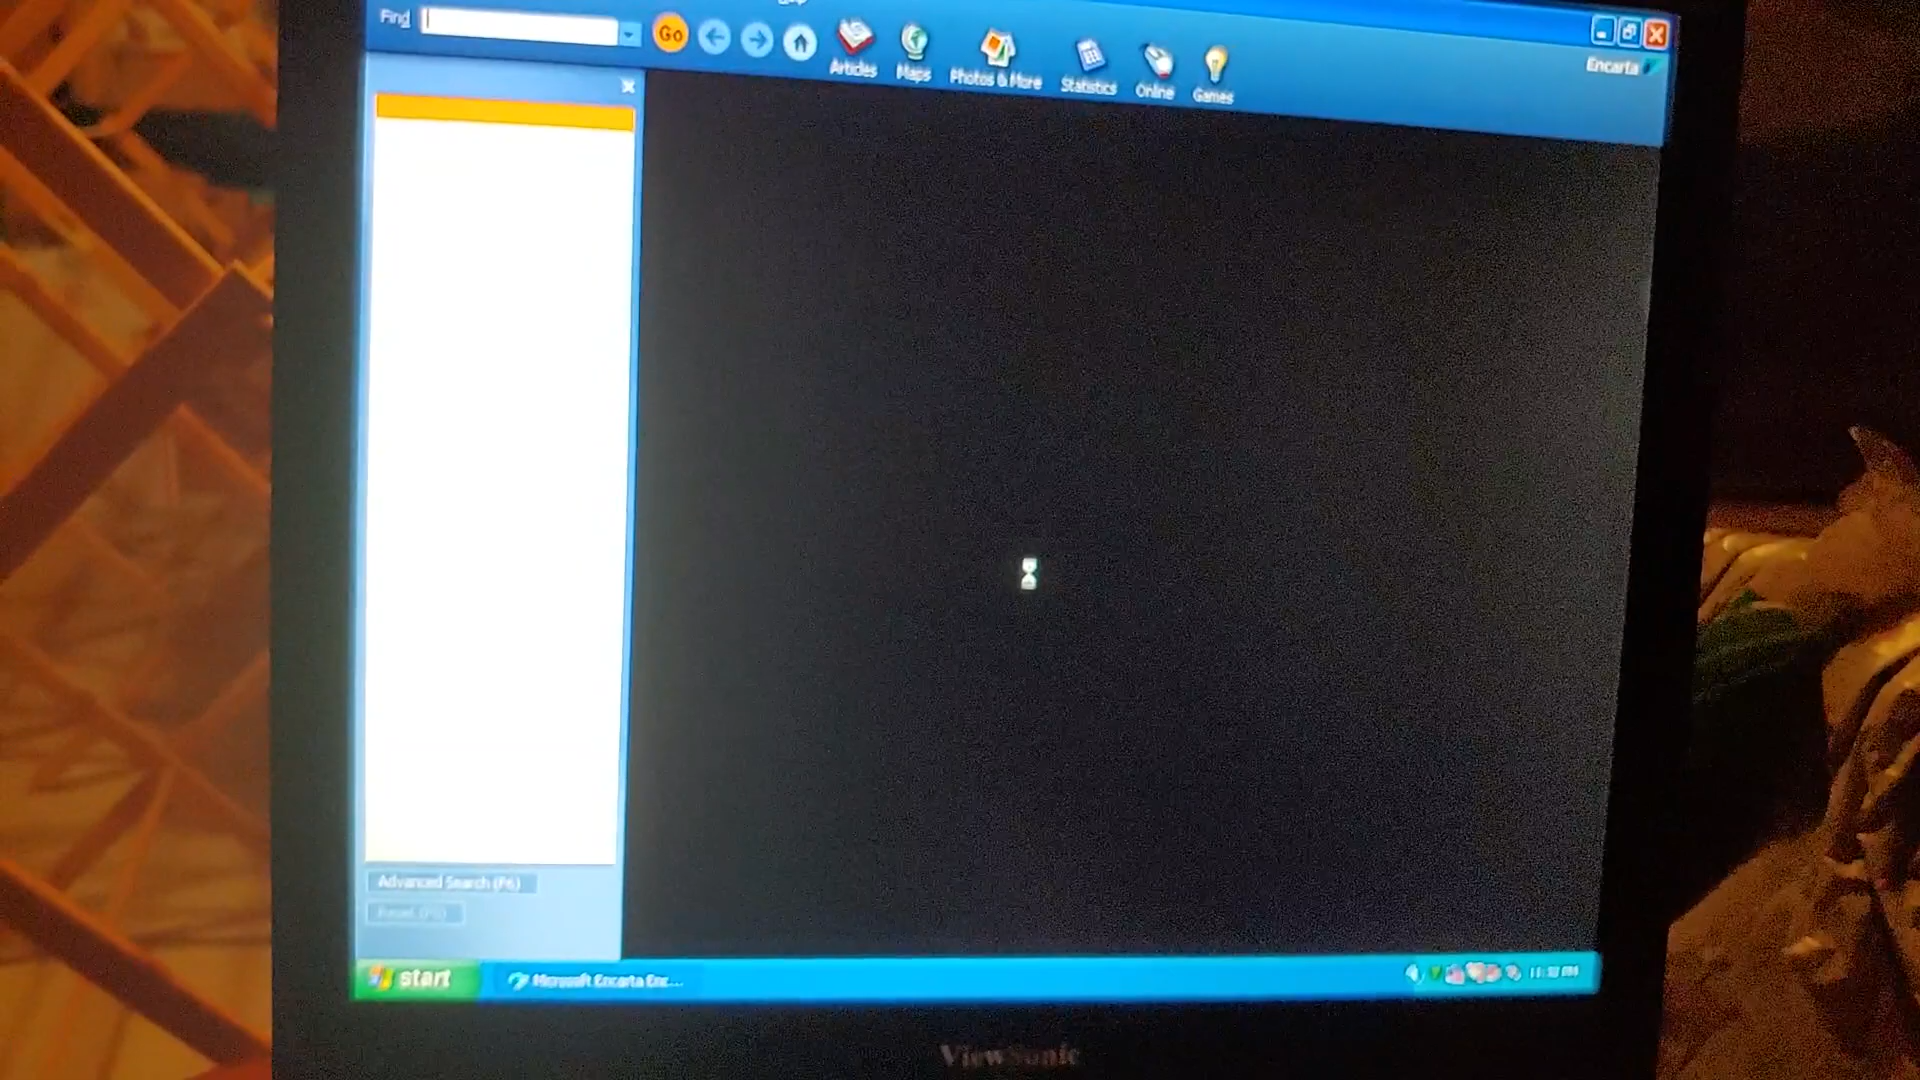 Find
Go
Articles
Maps
Photos & More
Statistics
Online
Games
Encarta
Advanced Search (F6)
start
Microsoft Encarta Enc...
ViewSonic